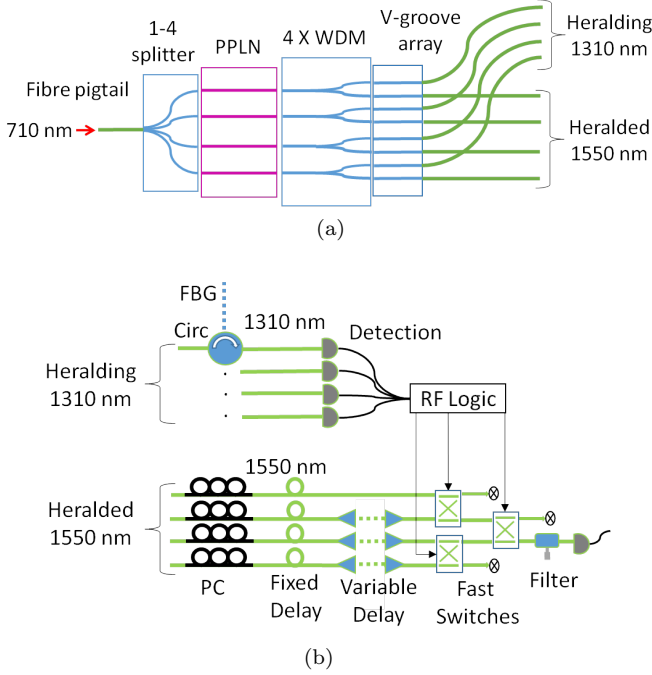 1-4
splitter
PPLN
4 X WDM
V-groove
array
Heralding
1310 nm
Fibre pigtail
710 nm
Heralded
1550 nm
(a)
FBG
Circ
1310 nm
Detection
Heralding
1310 nm
RF Logic
1550 nm
Heralded
1550 nm
PC
Fixed
Delay
Variable
Delay
Fast
Switches
Filter
(b)